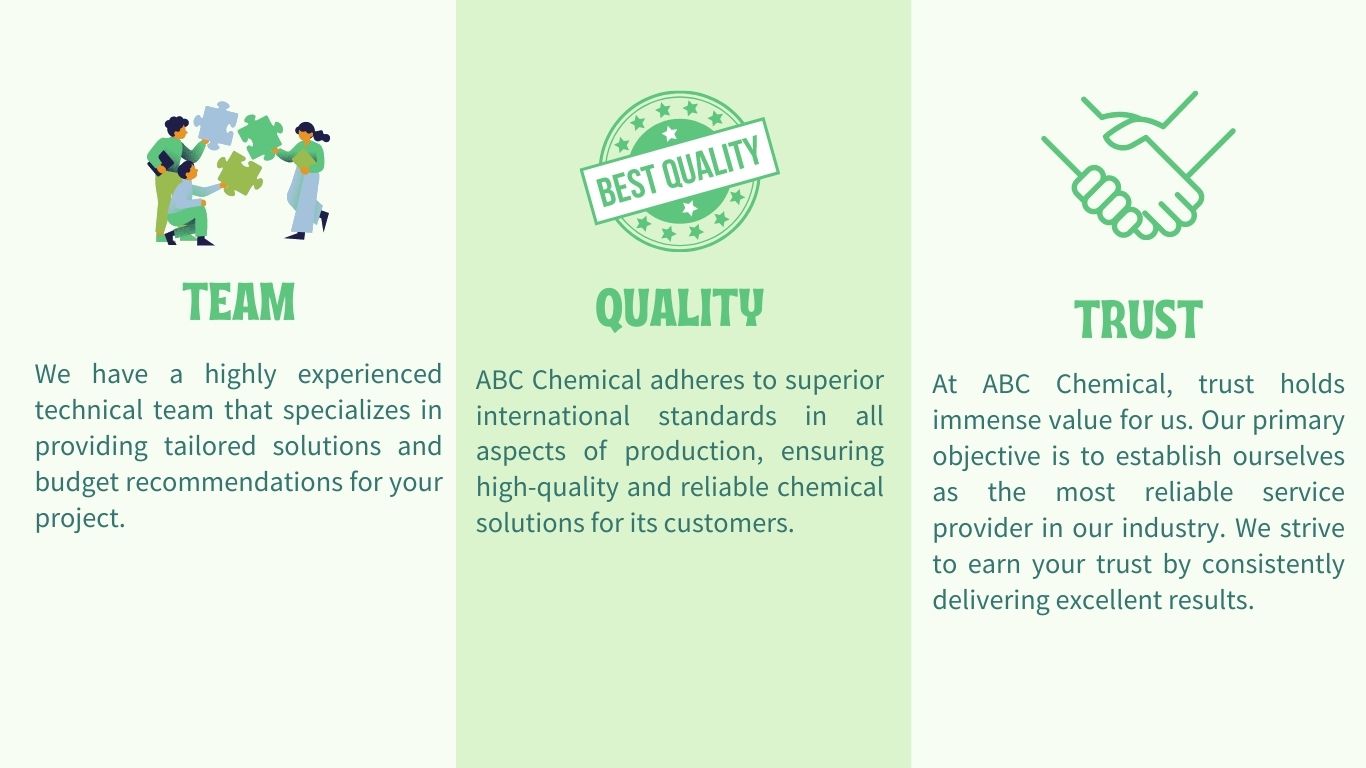 TEAM
We have a highly experienced
technical team that specializes in
providing tailored solutions and
budget recommendations for your
project.
BEST QUALITY
QUALITY
ABC Chemical adheres to superior
international standards in all
aspects of production, ensuring
high-quality and reliable chemical
solutions for its customers.
TRUST
At ABC Chemical, trust holds
immense value for us. Our primary
objective is to establish ourselves
as the most reliable service
provider in our industry. We strive
to earn your trust by consistently
delivering excellent results.